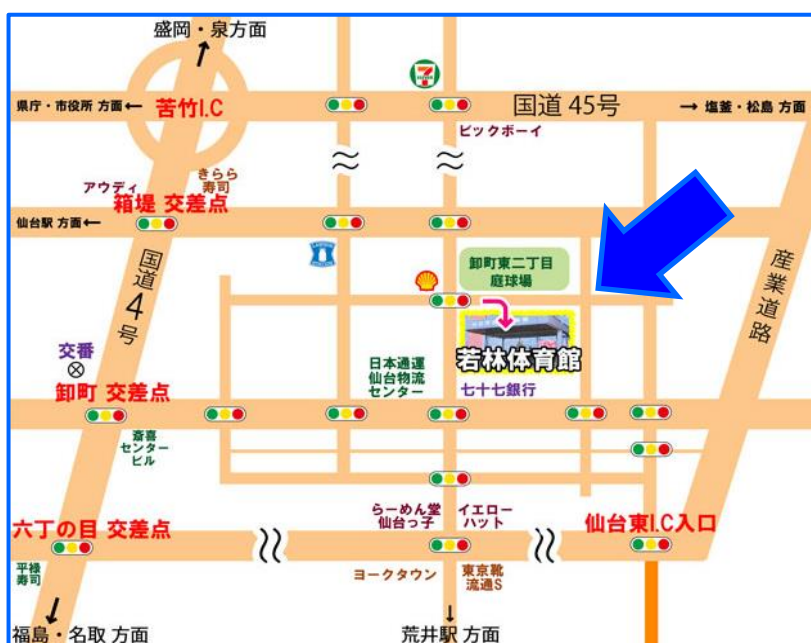 盛岡・泉方面
県庁・市役所 方面←
苦竹I.C
7
国道 45号
→ 塩釜・松島 方面
ビックボーイ
きらら
寿司
アウディ
箱堤 交差点
仙台駅 方面←
国道4号
産業道路
卸町東二丁目
庭球場
若林体育館
交番
日本通運
仙台物流
センター
七十七銀行
卸町 交差点
斎喜
センター
ビル
らーめん堂
仙台っ子
イエロー
ハット
六丁の目 交差点
仙台東I.C入口
平禄
寿司
ヨークタウン
東京靴
流通S
福島・名取 方面
荒井駅 方面